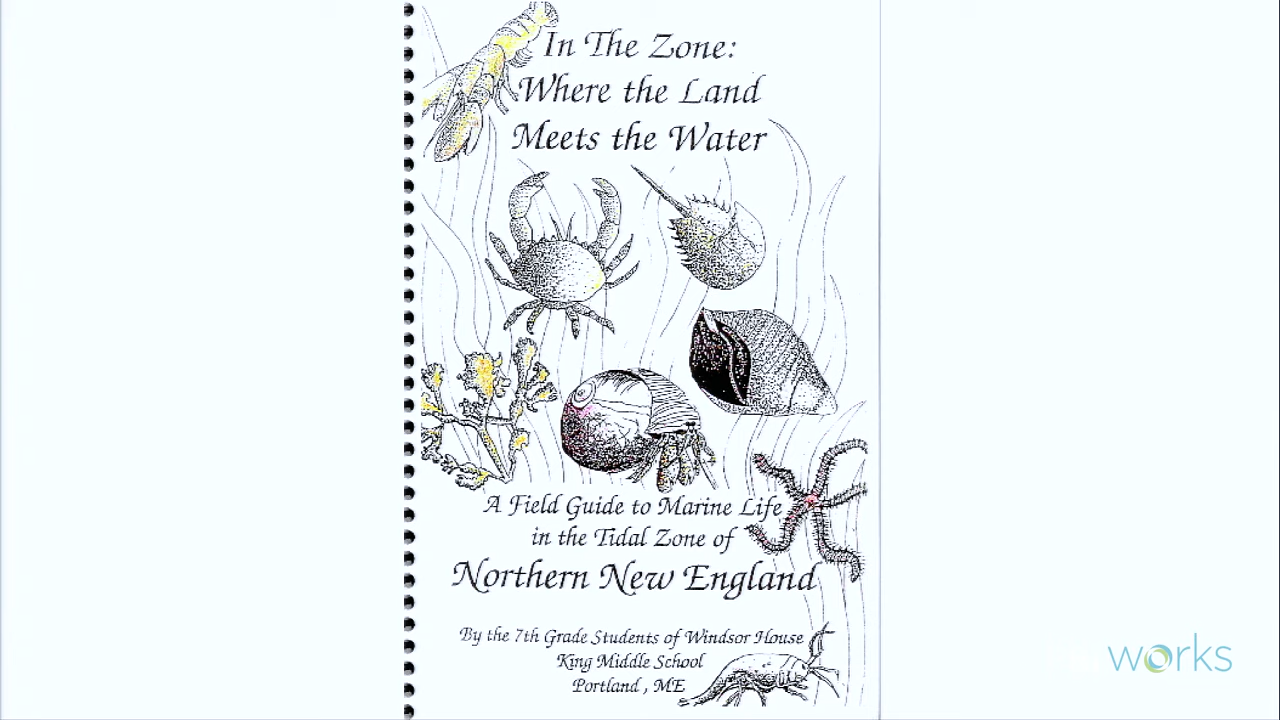 In The Zone:
Where the Land
Meets the Water
A Field Guide to Marine Life
in the Tidal Zone of
Northern New England
By the 7th Grade Students of Windsor House
King Middle School
Portland , ME
works